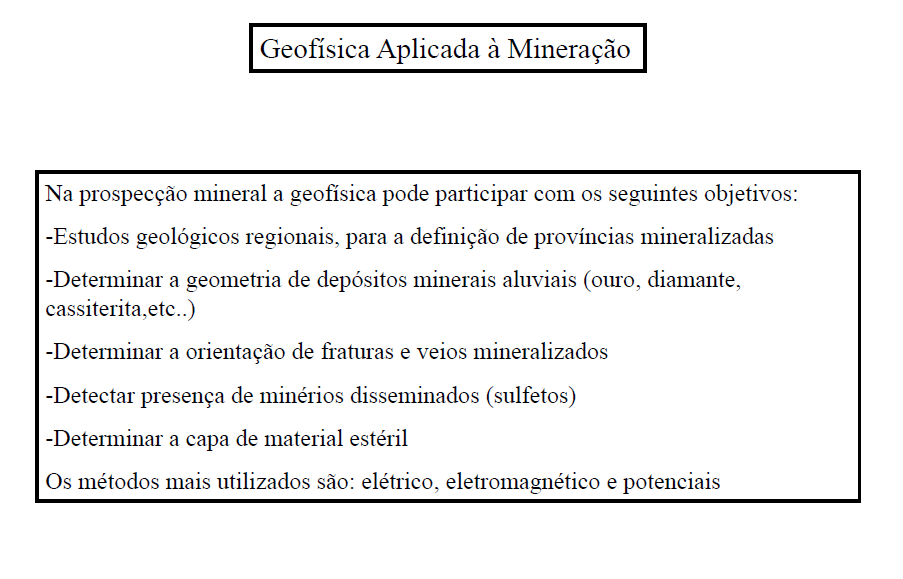 Geofísica Aplicada à Mineração
Na prospecção mineral a geofísica pode participar com os seguintes objetivos:
-Estudos geológicos regionais, para a definição de províncias mineralizadas
-Determinar a geometria de depósitos minerais aluviais (ouro, diamante,
cassiterita,etc..)
-Determinar a orientação de fraturas e veios mineralizados
-Detectar presença de minérios disseminados (sulfetos)
-Determinar a capa de material estéril
Os métodos mais utilizados são: elétrico, eletromagnético e potenciais